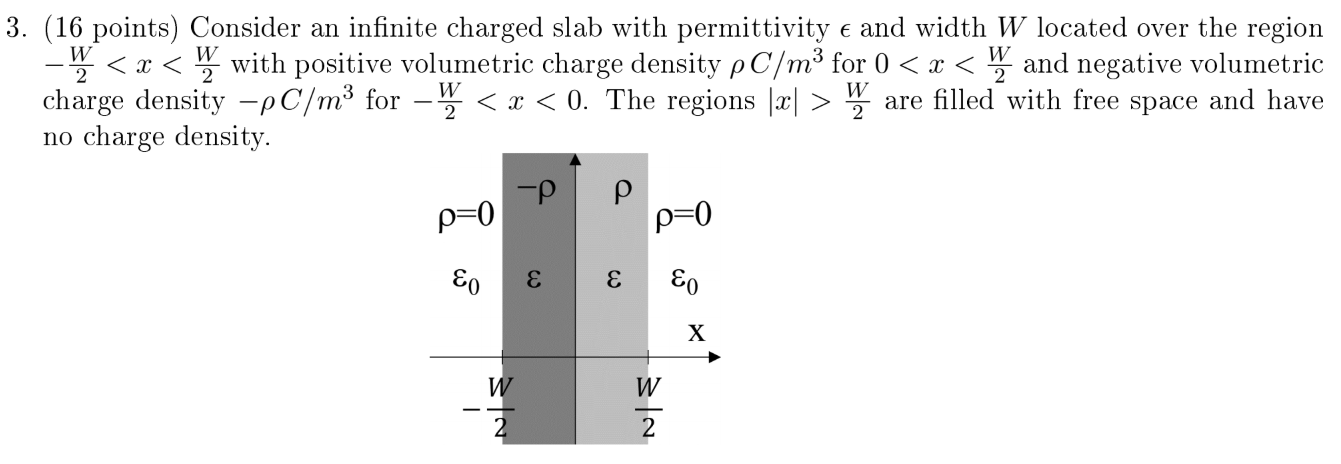 3. (16 points) Consider an infinite charged slab with permittivity ϵ and width W located over the region
−W/2 < x < W/2 with positive volumetric charge density ρ C/m³ for 0 < x < W/2 and negative volumetric
charge density −ρ C/m³ for −W/2 < x < 0. The regions |x| > W/2 are filled with free space and have
no charge density.
−ρ ρ
ρ=0 ρ=0
ε₀ ε ε ε₀
x
−W/2 W/2